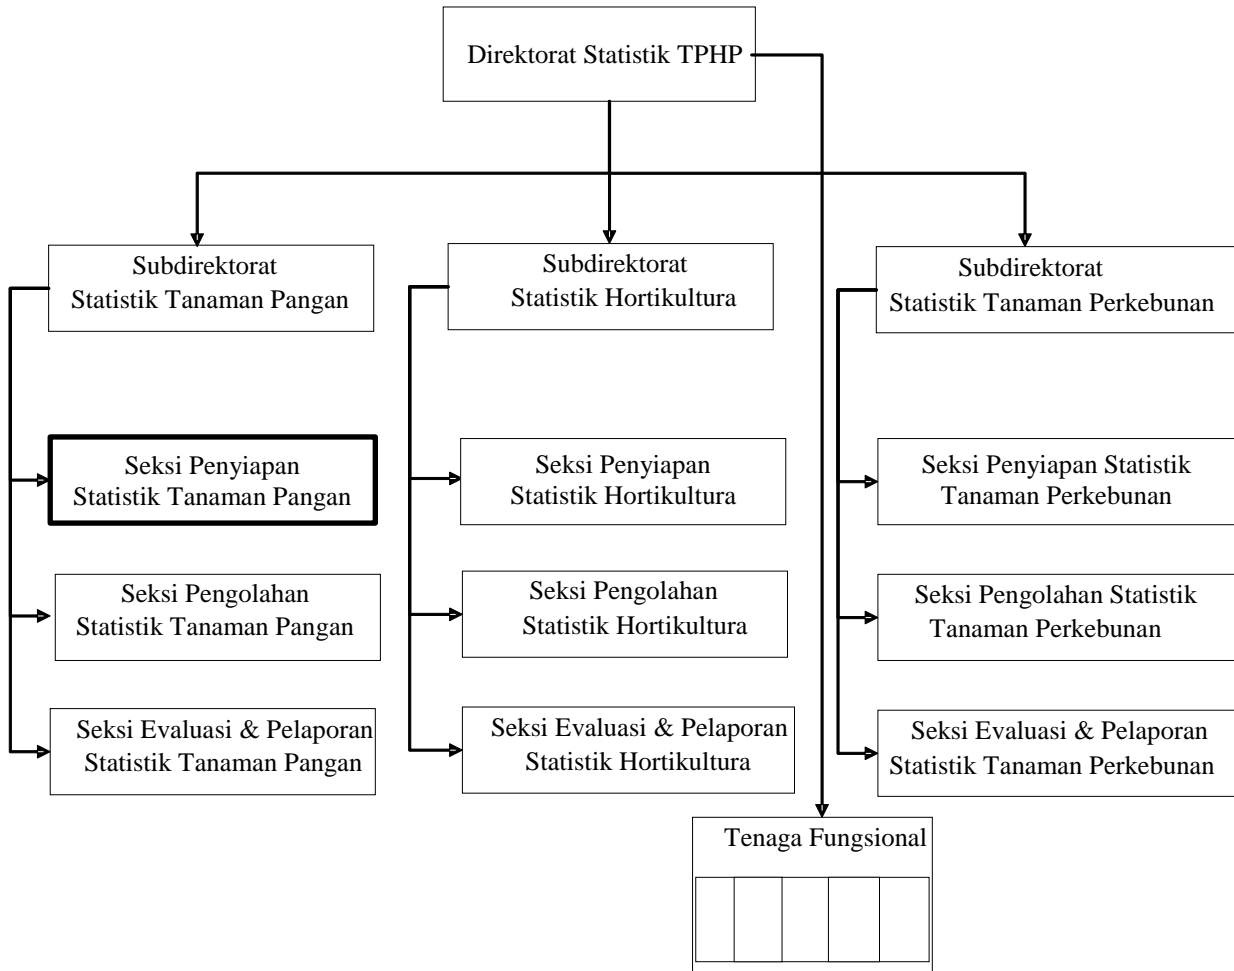 Direktorat Statistik TPHP
Subdirektorat
Statistik Tanaman Pangan
Subdirektorat
Statistik Hortikultura
Subdirektorat
Statistik Tanaman Perkebunan
Seksi Penyiapan
Statistik Tanaman Pangan
Seksi Penyiapan
Statistik Hortikultura
Seksi Penyiapan Statistik
Tanaman Perkebunan
Seksi Pengolahan
Statistik Tanaman Pangan
Seksi Pengolahan
Statistik Hortikultura
Seksi Pengolahan Statistik
Tanaman Perkebunan
Seksi Evaluasi & Pelaporan
Statistik Tanaman Pangan
Seksi Evaluasi & Pelaporan
Statistik Hortikultura
Seksi Evaluasi & Pelaporan
Statistik Tanaman Perkebunan
Tenaga Fungsional